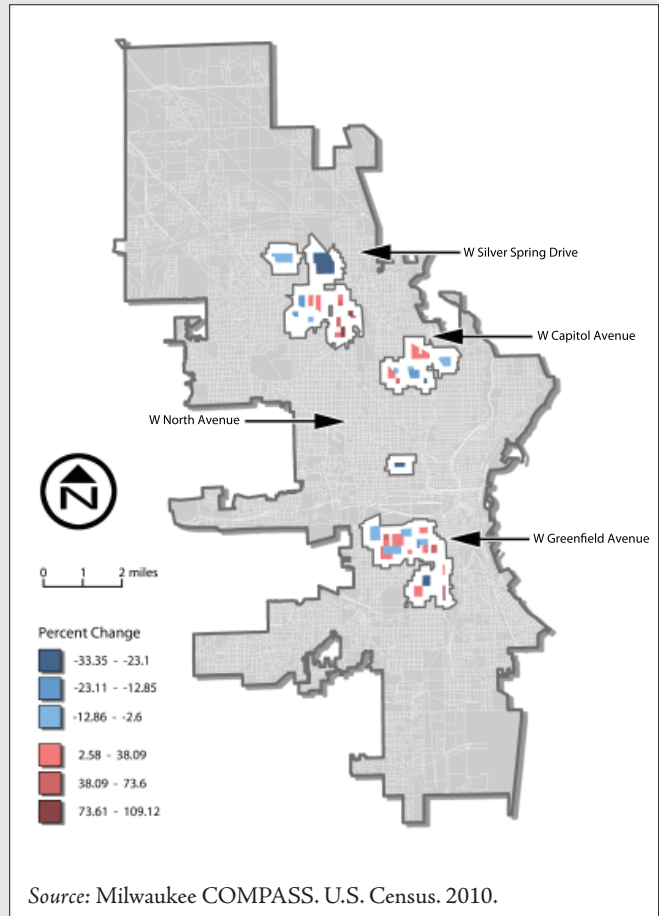 W Silver Spring Drive
W Capitol Avenue
W North Avenue
N
W Greenfield Avenue
0 1 2 miles
Percent Change
-33.35 - -23.1
-23.11 - -12.85
-12.86 - -2.6
2.58 - 38.09
38.09 - 73.6
73.61 - 109.12
Source: Milwaukee COMPASS. U.S. Census. 2010.